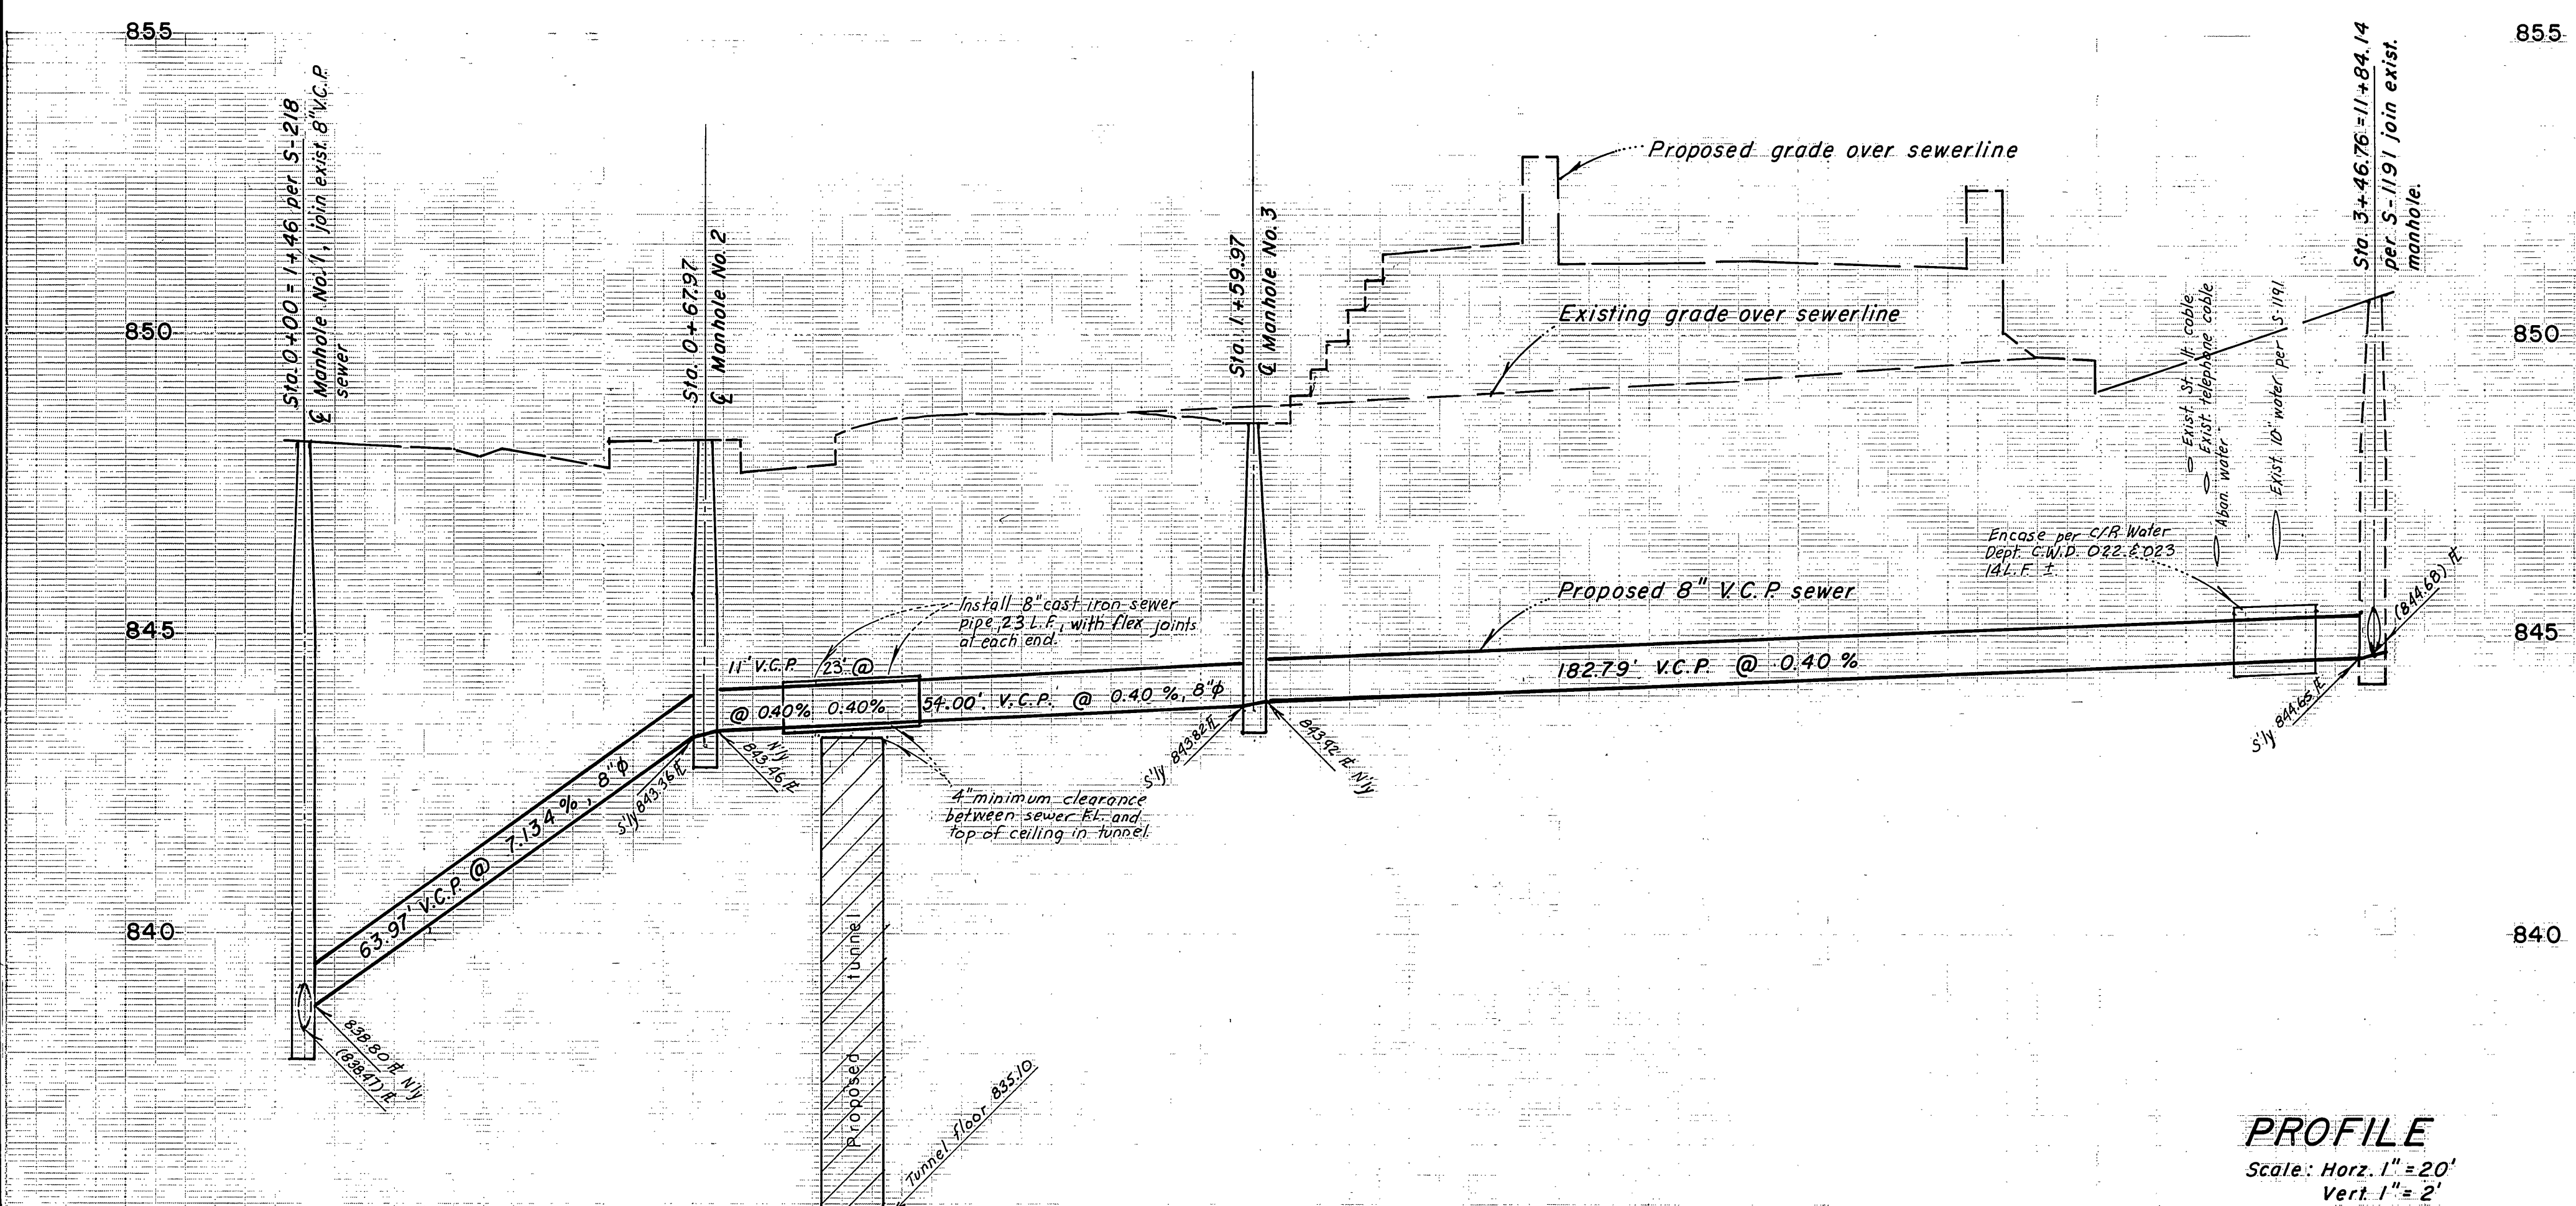 855
855
850
850
845
845
840
840
Sta. 0+00 = 1+46 per S-218
℄ Manhole No. 1, join exist. 8" V.C.P.
sewer
Sta. 0+67.97
℄ Manhole No. 2
Sta. 1+59.97
℄ Manhole No. 3
Sta 3+46.76 = 11+84.14
per. S-1191 join exist.
manhole.
Proposed grade over sewerline
Existing grade over sewerline
Exist. St. lt. cable
Exist. telephone cable
Aban. water
Exist. 10" water per S 1191
Encase per C/R Water
Dept. C.W.D. 022 & 023
14 L.F. ±
Proposed 8" V.C.P. sewer
Install 8" cast iron sewer
pipe, 23 L.F., with flex joints
at each end.
11' V.C.P.
23' @
@ 0.40%
0.40%
54.00' V.C.P. @ 0.40 %, 8"ϕ
182.79' V.C.P. @ 0.40 %
(844.68) ℄
S'ly 844.65 ℄
63.97' V.C.P. @ 7.134%, 8"ϕ
S'ly 843.36 ℄
N'ly
843.46 ℄
S'ly 843.82 ℄
843.92 ℄ N'ly
4" minimum clearance
between sewer F.L. and
top of ceiling in tunnel
838.80 ℄ N'ly
(838.47) ℄
Proposed tunnel
Tunnel floor 835.10
PROFILE
Scale: Horz. 1" = 20'
Vert. 1" = 2'